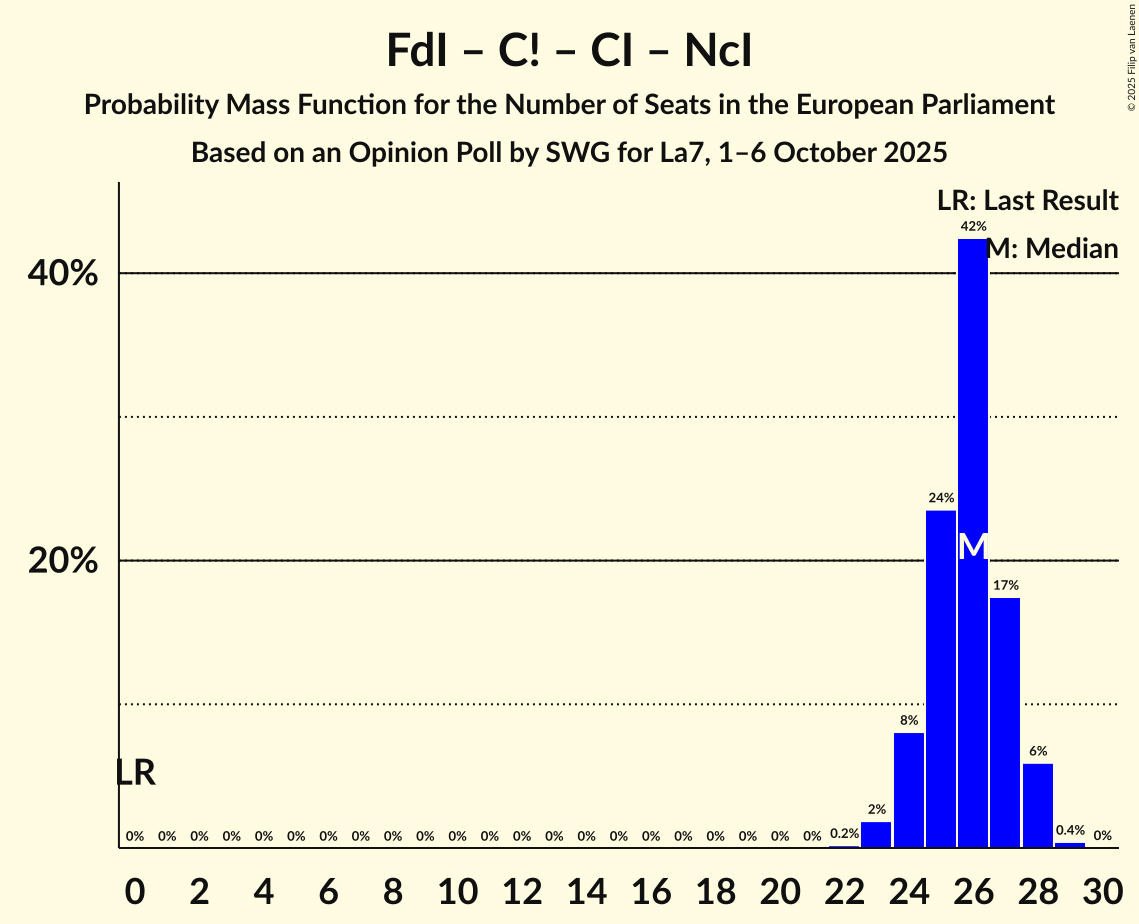 FdI – C! – CI – NcI
Probability Mass Function for the Number of Seats in the European Parliament
Based on an Opinion Poll by SWG for La7, 1–6 October 2025
© 2025 Filip van Laenen
LR: Last Result
M: Median
40%
20%
42%
24%
M
17%
8%
6%
LR
2%
0% 0% 0% 0% 0% 0% 0% 0% 0% 0% 0% 0% 0% 0% 0% 0% 0% 0% 0% 0% 0% 0% 0.2% 0.4% 0%
0 2 4 6 8 10 12 14 16 18 20 22 24 26 28 30